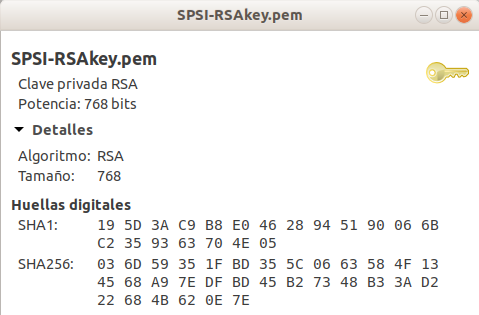 SPSI-RSAkey.pem
SPSI-RSAkey.pem
Clave privada RSA
Potencia: 768 bits
Detalles
Algoritmo: RSA
Tamaño: 768
Huellas digitales
SHA1: 19 5D 3A C9 B8 E0 46 28 94 51 90 06 6B
C2 35 93 63 70 4E 05
SHA256: 03 6D 59 35 1F BD 35 5C 06 63 58 4F 13
45 68 A9 7E DF BD 45 B2 73 48 B3 3A D2
22 68 4B 62 0E 7E